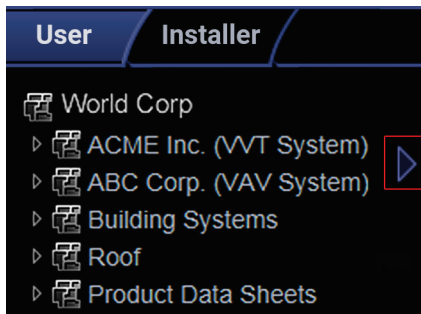 User Installer
World Corp
ACME Inc. (VVT System)
ABC Corp. (VAV System)
Building Systems
Roof
Product Data Sheets